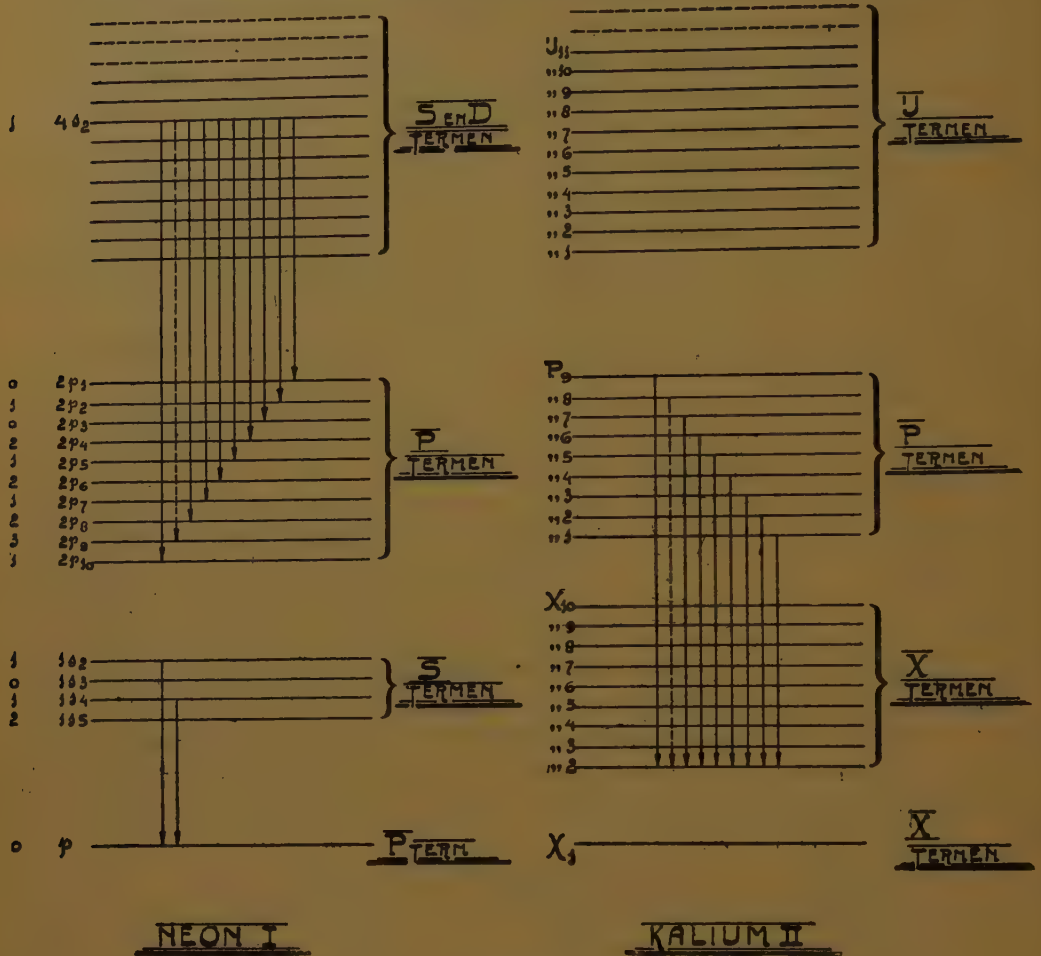 1 4s₂
S EN D
TERMEN
0 2p₁
1 2p₂
0 2p₃
2 2p₄
1 2p₅
2 2p₆
1 2p₇
2 2p₈
3 2p₉
1 2p₁₀
P
TERMEN
1 1s₂
0 1s₃
1 1s₄
2 1s₅
S
TERMEN
0 p
P TERM
NEON I
U₁₁
"10
"9
"8
"7
"6
"5
"4
"3
"2
"1
U
TERMEN
P₉
"8
"7
"6
"5
"4
"3
"2
"1
P
TERMEN
X₁₀
"9
"8
"7
"6
"5
"4
"3
"2
X
TERMEN
X₁
X
TERMEN
KALIUM II